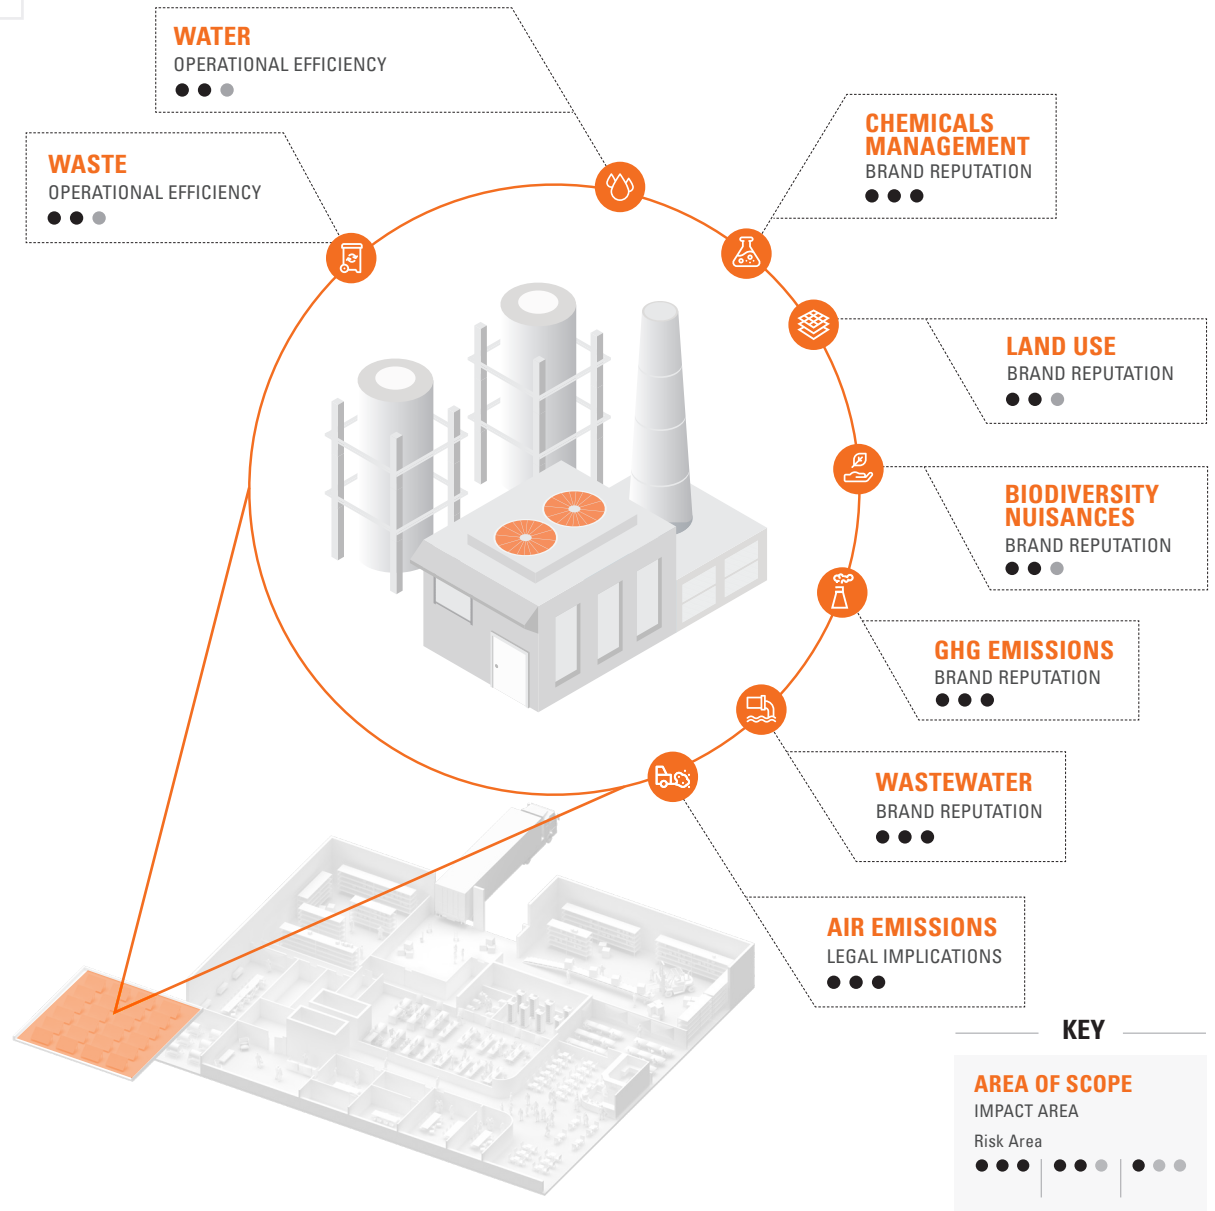 WATER
OPERATIONAL EFFICIENCY
WASTE
OPERATIONAL EFFICIENCY
CHEMICALS
MANAGEMENT
BRAND REPUTATION
LAND USE
BRAND REPUTATION
BIODIVERSITY
NUISANCES
BRAND REPUTATION
GHG EMISSIONS
BRAND REPUTATION
WASTEWATER
BRAND REPUTATION
AIR EMISSIONS
LEGAL IMPLICATIONS
KEY
AREA OF SCOPE
IMPACT AREA
Risk Area